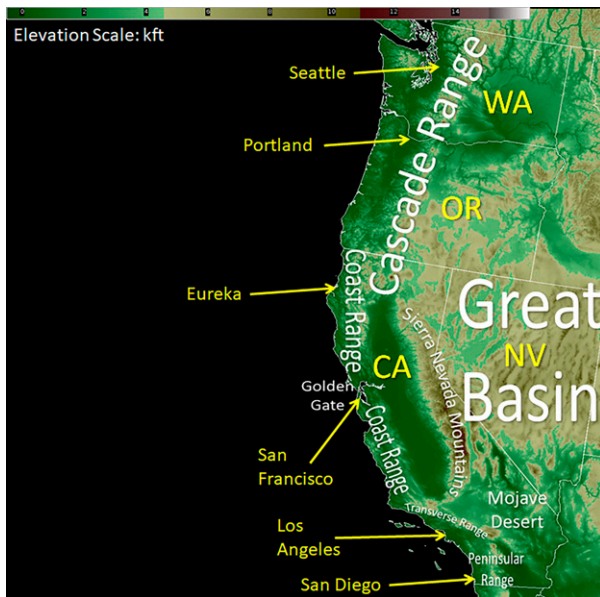 0 2 4 6 8 10 12 14
Elevation Scale: kft
Seattle
WA
Portland
Cascade Range
OR
Coast Range
Eureka
Great
Basin
NV
Sierra Nevada Mountains
CA
Golden
Gate
Coast Range
San
Francisco
Mojave
Desert
Transverse Range
Los
Angeles
Peninsular
Range
San Diego